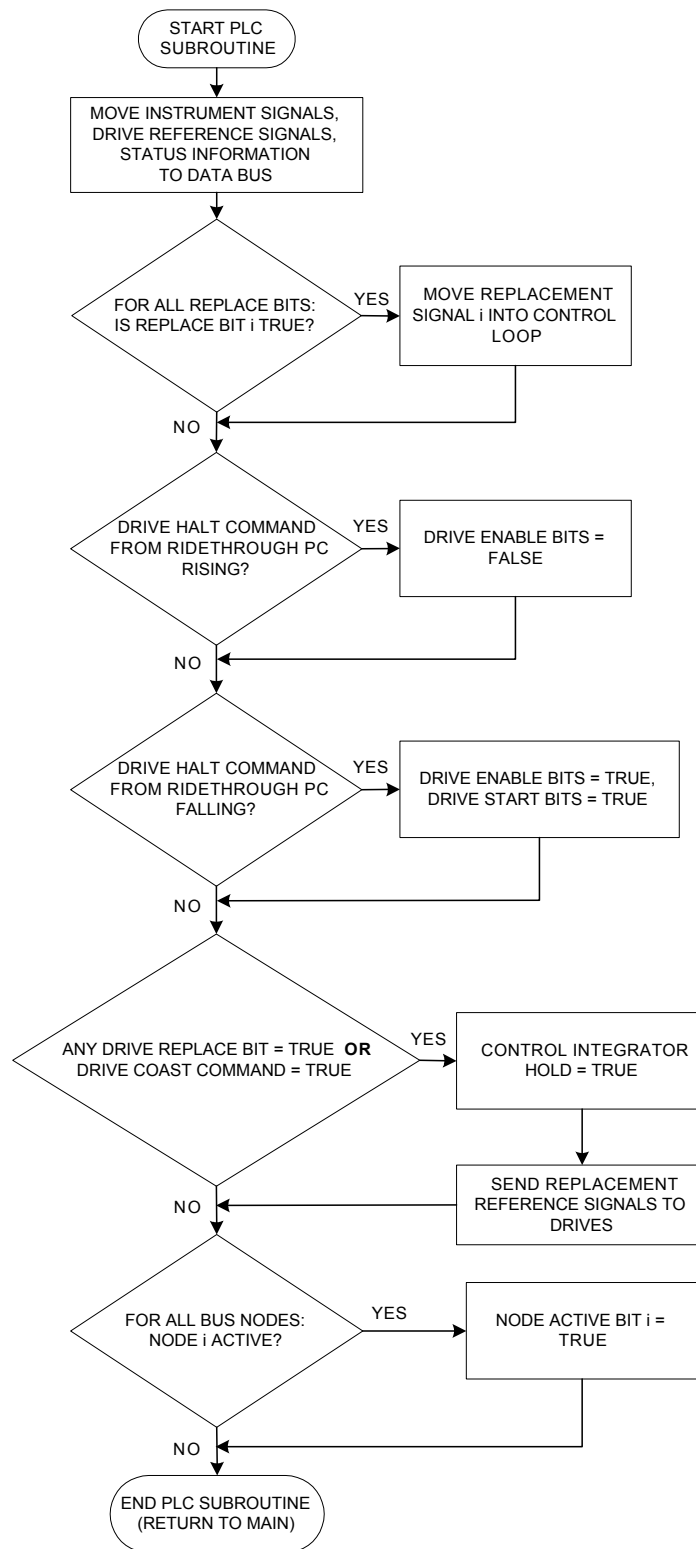 START PLC
SUBROUTINE
MOVE INSTRUMENT SIGNALS,
DRIVE REFERENCE SIGNALS,
STATUS INFORMATION
TO DATA BUS
FOR ALL REPLACE BITS:
IS REPLACE BIT i TRUE?
YES
MOVE REPLACEMENT
SIGNAL i INTO CONTROL
LOOP
NO
DRIVE HALT COMMAND
FROM RIDETHROUGH PC
RISING?
YES
DRIVE ENABLE BITS =
FALSE
NO
DRIVE HALT COMMAND
FROM RIDETHROUGH PC
FALLING?
YES
DRIVE ENABLE BITS = TRUE,
DRIVE START BITS = TRUE
NO
ANY DRIVE REPLACE BIT = TRUE OR
DRIVE COAST COMMAND = TRUE
YES
CONTROL INTEGRATOR
HOLD = TRUE
SEND REPLACEMENT
REFERENCE SIGNALS TO
DRIVES
NO
FOR ALL BUS NODES:
NODE i ACTIVE?
YES
NODE ACTIVE BIT i =
TRUE
NO
END PLC SUBROUTINE
(RETURN TO MAIN)